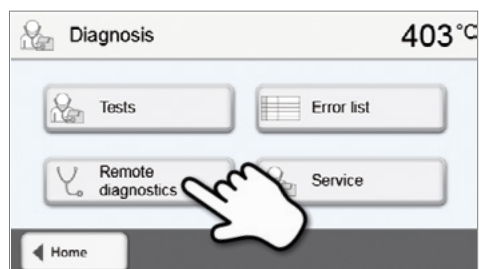 Diagnosis 403°C
Tests Error list
Remote
diagnostics
Service
Home